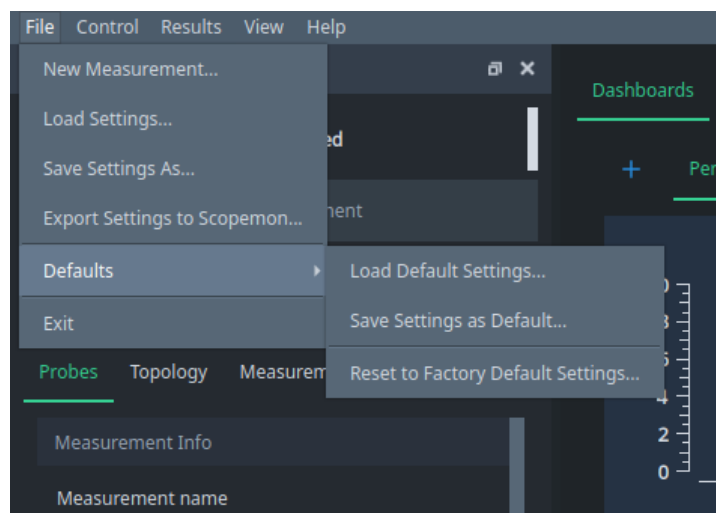 File Control Results View Help
New Measurement...
Dashboards
Load Settings...
Save Settings As...
Export Settings to Scopemon...
Defaults
Load Default Settings...
Exit
Save Settings as Default...
Reset to Factory Default Settings...
Probes Topology
4
2
0
Measurement Info
Measurement name